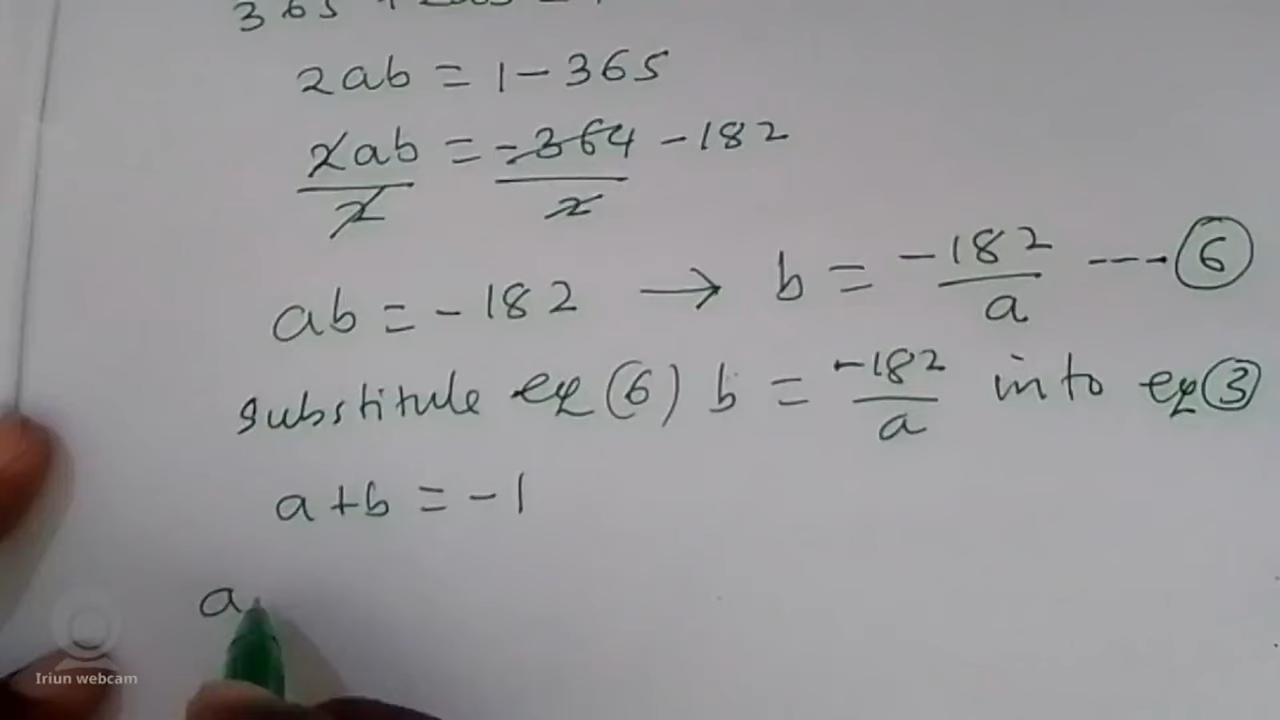 2ab = 1 - 365
2ab/2 = -364/2 -182
ab = -182 → b = -182/a ---- 6
substitute eq (6) b = -182/a into eq 3
a + b = -1
a
Iriun webcam